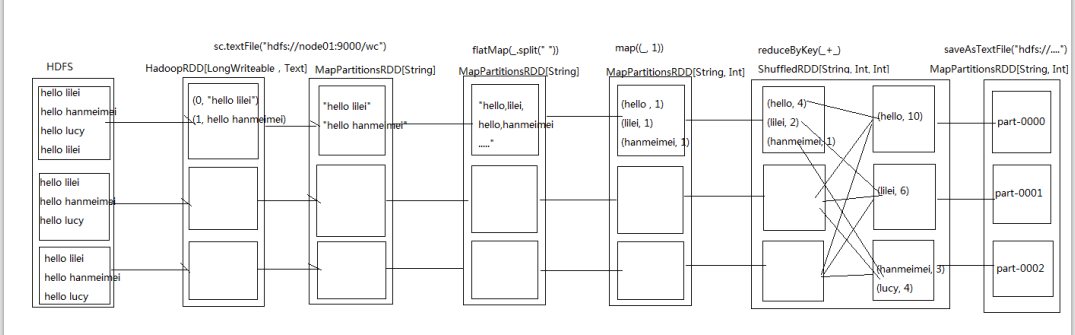 sc.textFile("hdfs://node01:9000/wc")
flatMap(_.split(" "))
map((_, 1))
reduceByKey(_+_)
saveAsTextFile("hdfs://....")
HDFS
HadoopRDD[LongWriteable , Text]
MapPartitionsRDD[String]
MapPartitionsRDD[String]
MapPartitionsRDD[String, Int]
ShuffledRDD[String, Int, Int]
MapPartitionsRDD[String, Int]
hello lilei
hello hanmeimei
hello lucy
hello lilei
hello lilei
hello hanmeimei
hello lucy
hello lilei
hello hanmeimei
hello lucy
(0, "hello lilei")
(1, hello hanmeimei)
"hello lilei"
"hello hanmeimei"
"hello,lilei,
hello,hanmeimei
....."
(hello , 1)
(lilei, 1)
(hanmeimei, 1)
(hello, 4)
(lilei, 2)
(hanmeimei, 1)
(hello, 10)
(lilei, 6)
(hanmeimei, 3)
(lucy, 4)
part-0000
part-0001
part-0002